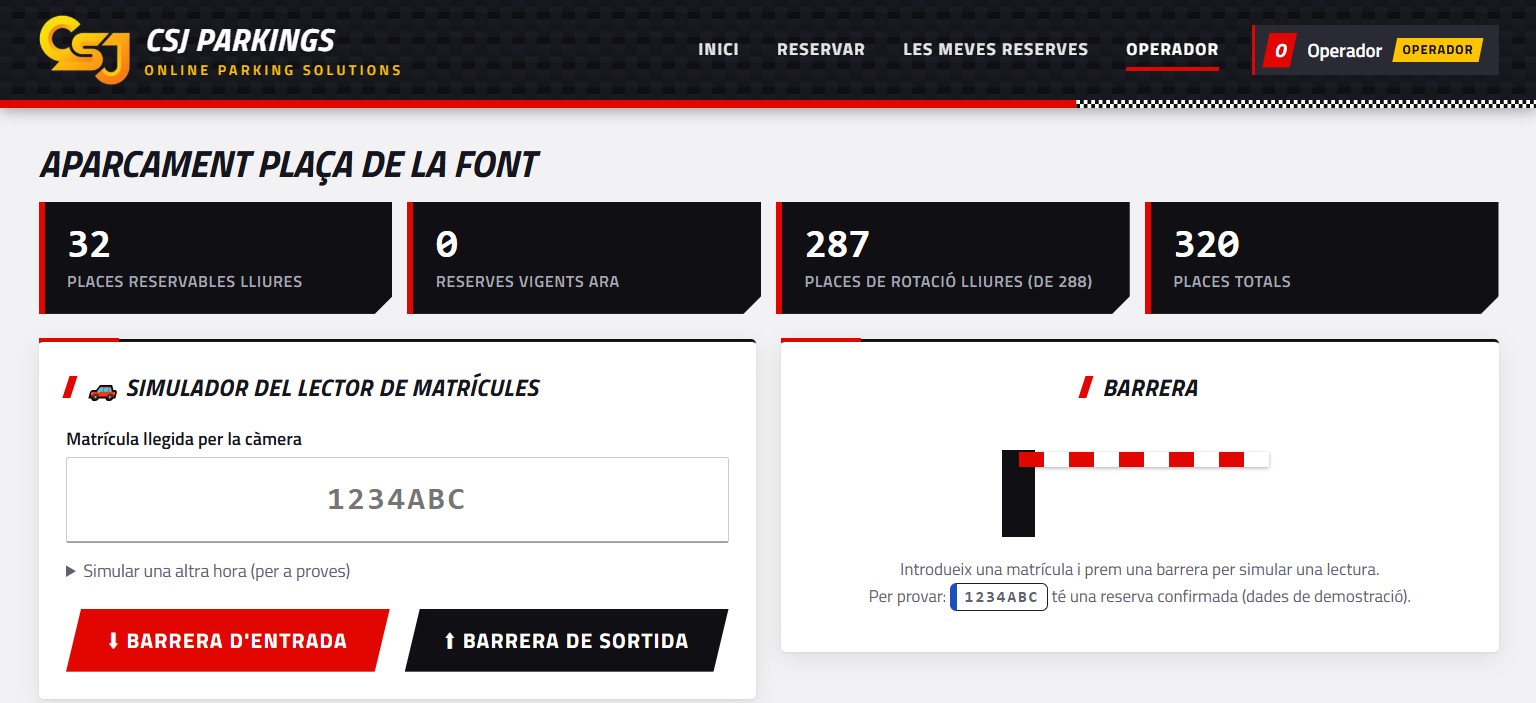 CSJ
CSJ PARKINGS
ONLINE PARKING SOLUTIONS
INICI
RESERVAR
LES MEVES RESERVES
OPERADOR
O
Operador
OPERADOR
APARCAMENT PLAÇA DE LA FONT
32
PLACES RESERVABLES LLIURES
0
RESERVES VIGENTS ARA
287
PLACES DE ROTACIÓ LLIURES (DE 288)
320
PLACES TOTALS
SIMULADOR DEL LECTOR DE MATRÍCULES
Matrícula llegida per la càmera
1234ABC
Simular una altra hora (per a proves)
⬇ BARRERA D'ENTRADA
⬆ BARRERA DE SORTIDA
BARRERA
Introdueix una matrícula i prem una barrera per simular una lectura.
Per provar: 1234ABC té una reserva confirmada (dades de demostració).